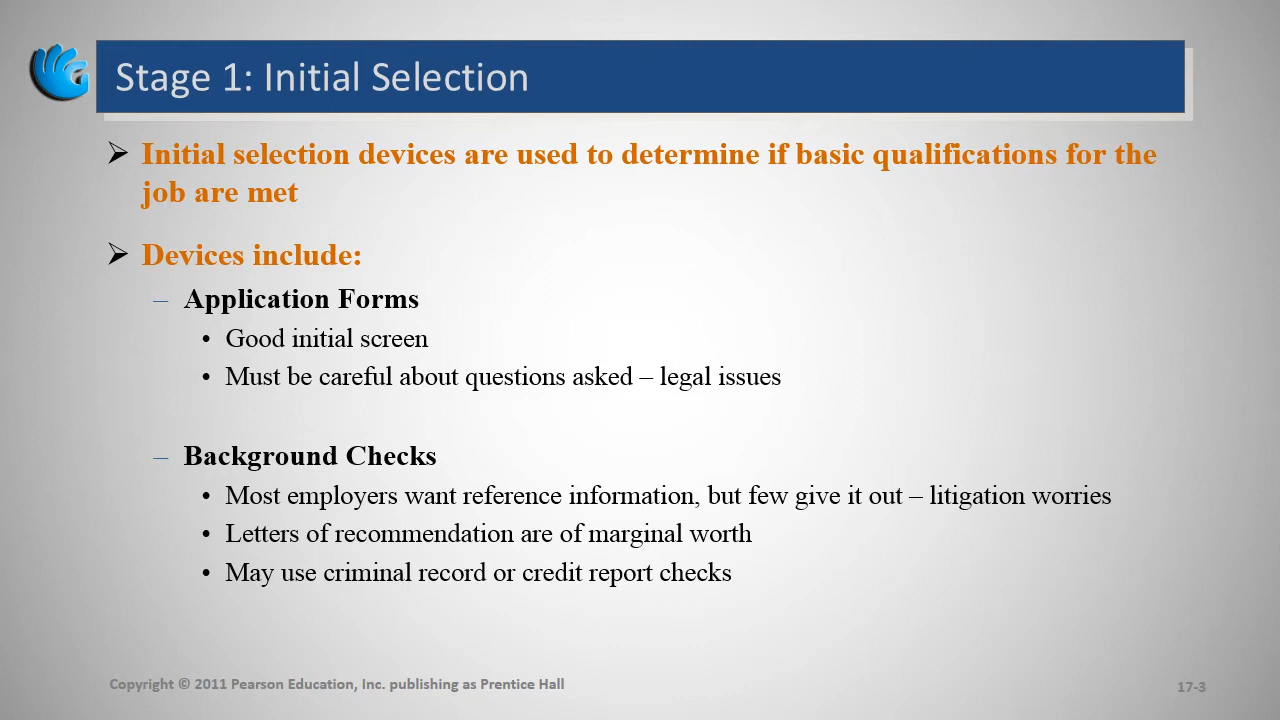 Stage 1: Initial Selection
➢ Initial selection devices are used to determine if basic qualifications for the
job are met
➢ Devices include:
– Application Forms
• Good initial screen
• Must be careful about questions asked – legal issues
– Background Checks
• Most employers want reference information, but few give it out – litigation worries
• Letters of recommendation are of marginal worth
• May use criminal record or credit report checks
Copyright © 2011 Pearson Education, Inc. publishing as Prentice Hall
17-3